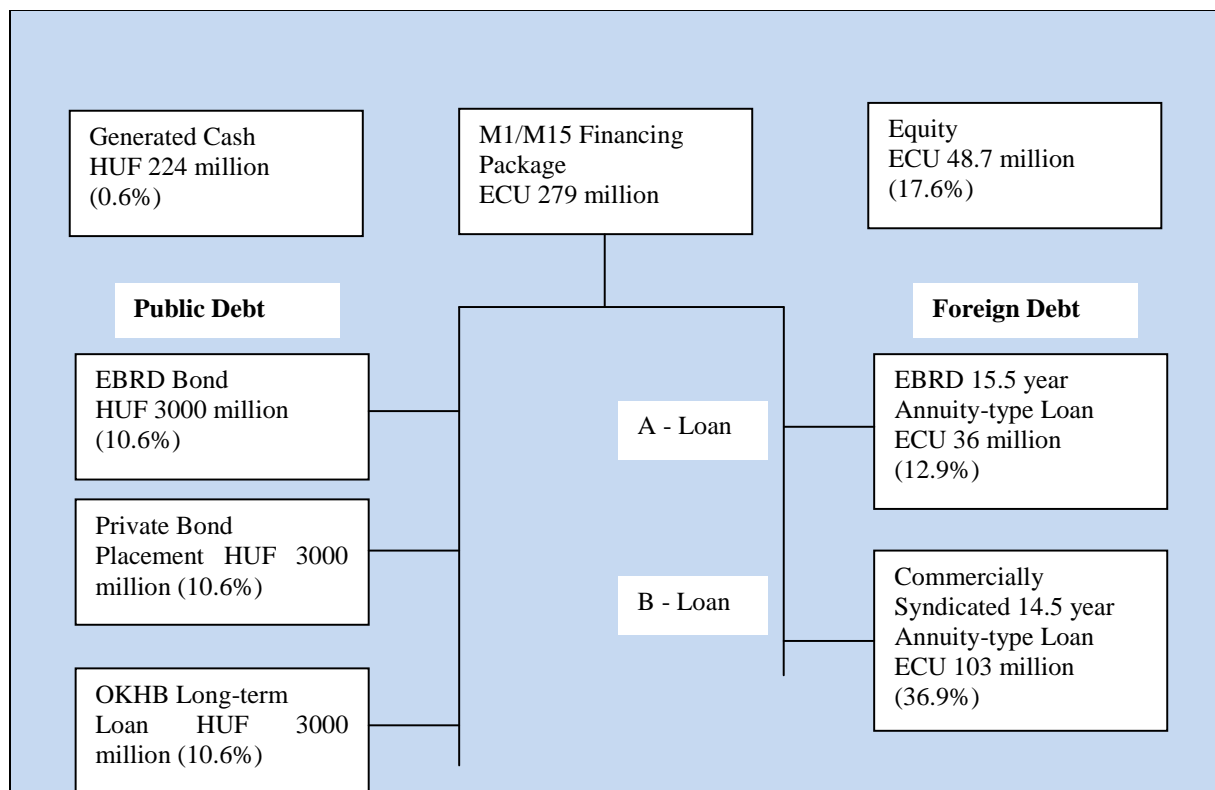 Generated Cash
HUF 224 million
(0.6%)
M1/M15 Financing
Package
ECU 279 million
Equity
ECU 48.7 million
(17.6%)
Public Debt
Foreign Debt
EBRD Bond
HUF 3000 million
(10.6%)
Private Bond
Placement HUF 3000
million (10.6%)
OKHB Long-term
Loan HUF 3000
million (10.6%)
A - Loan
B - Loan
EBRD 15.5 year
Annuity-type Loan
ECU 36 million
(12.9%)
Commercially
Syndicated 14.5 year
Annuity-type Loan
ECU 103 million
(36.9%)